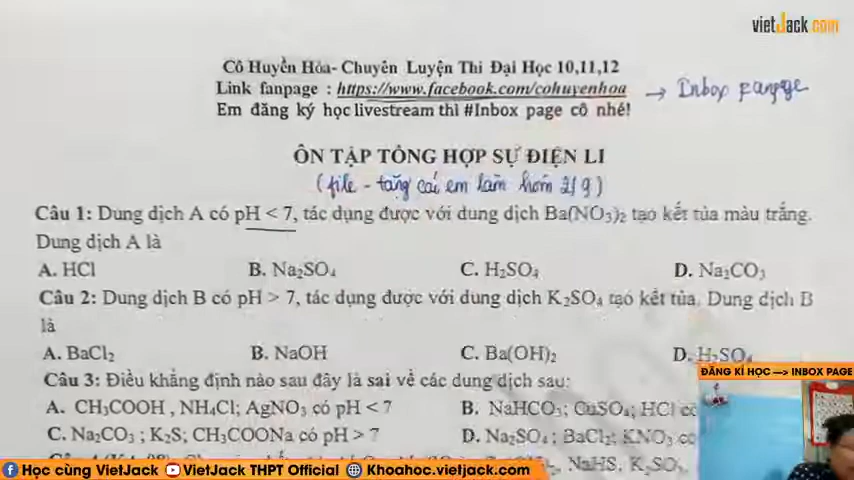 vietJack.com
Cô Huyền Hóa- Chuyên Luyện Thi Đại Học 10,11,12
Link fanpage : https://www.facebook.com/cohuyenhoa → Inbox fanpage
Em đăng ký học livestream thì #Inbox page cô nhé!
ÔN TẬP TỔNG HỢP SỰ ĐIỆN LI
(file - tặng các em làm hôm 2/9)
Câu 1: Dung dịch A có pH < 7, tác dụng được với dung dịch Ba(NO₃)₂ tạo kết tủa màu trắng.
Dung dịch A là
A. HCl B. Na₂SO₄ C. H₂SO₄ D. Na₂CO₃
Câu 2: Dung dịch B có pH > 7, tác dụng được với dung dịch K₂SO₄ tạo kết tủa. Dung dịch B
là
A. BaCl₂ B. NaOH C. Ba(OH)₂ D. H₂SO₄
ĐĂNG KÍ HỌC —> INBOX PAGE
Câu 3: Điều khẳng định nào sau đây là sai về các dung dịch sau:
A. CH₃COOH , NH₄Cl; AgNO₃ có pH < 7 B. NaHCO₃; CuSO₄; HCl có
C. Na₂CO₃ ; K₂S; CH₃COONa có pH > 7 D. Na₂SO₄ ; BaCl₂; KNO₃ có
NaHS, K₂SO₃,
Học cùng VietJack VietJack THPT Official Khoahoc.vietjack.com